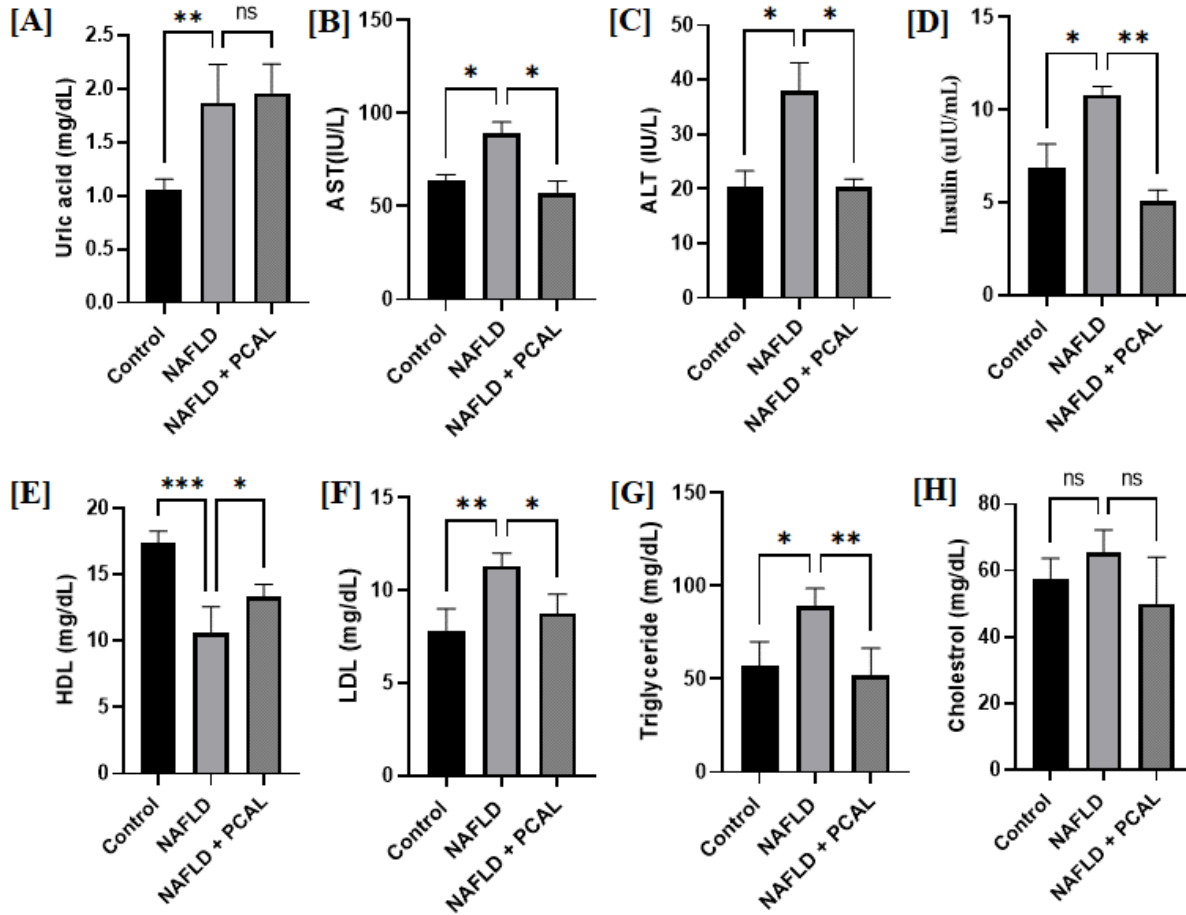 [A]
** ns
Uric acid (mg/dL)
2.5
2.0
1.5
1.0
0.5
0.0
Control
NAFLD
NAFLD + PCAL
[B]
* *
AST(IU/L)
150
100
50
0
Control
NAFLD
NAFLD + PCAL
[C]
* *
ALT (IU/L)
50
40
30
20
10
0
Control
NAFLD
NAFLD + PCAL
[D]
* **
Insulin (uIU/mL)
15
10
5
0
Control
NAFLD
NAFLD + PCAL
[E]
*** *
HDL (mg/dL)
20
15
10
5
0
Control
NAFLD
NAFLD + PCAL
[F]
** *
LDL (mg/dL)
15
10
5
0
Control
NAFLD
NAFLD + PCAL
[G]
* **
Triglyceride (mg/dL)
150
100
50
0
Control
NAFLD
NAFLD + PCAL
[H]
ns ns
Cholestrol (mg/dL)
80
60
40
20
0
Control
NAFLD
NAFLD + PCAL